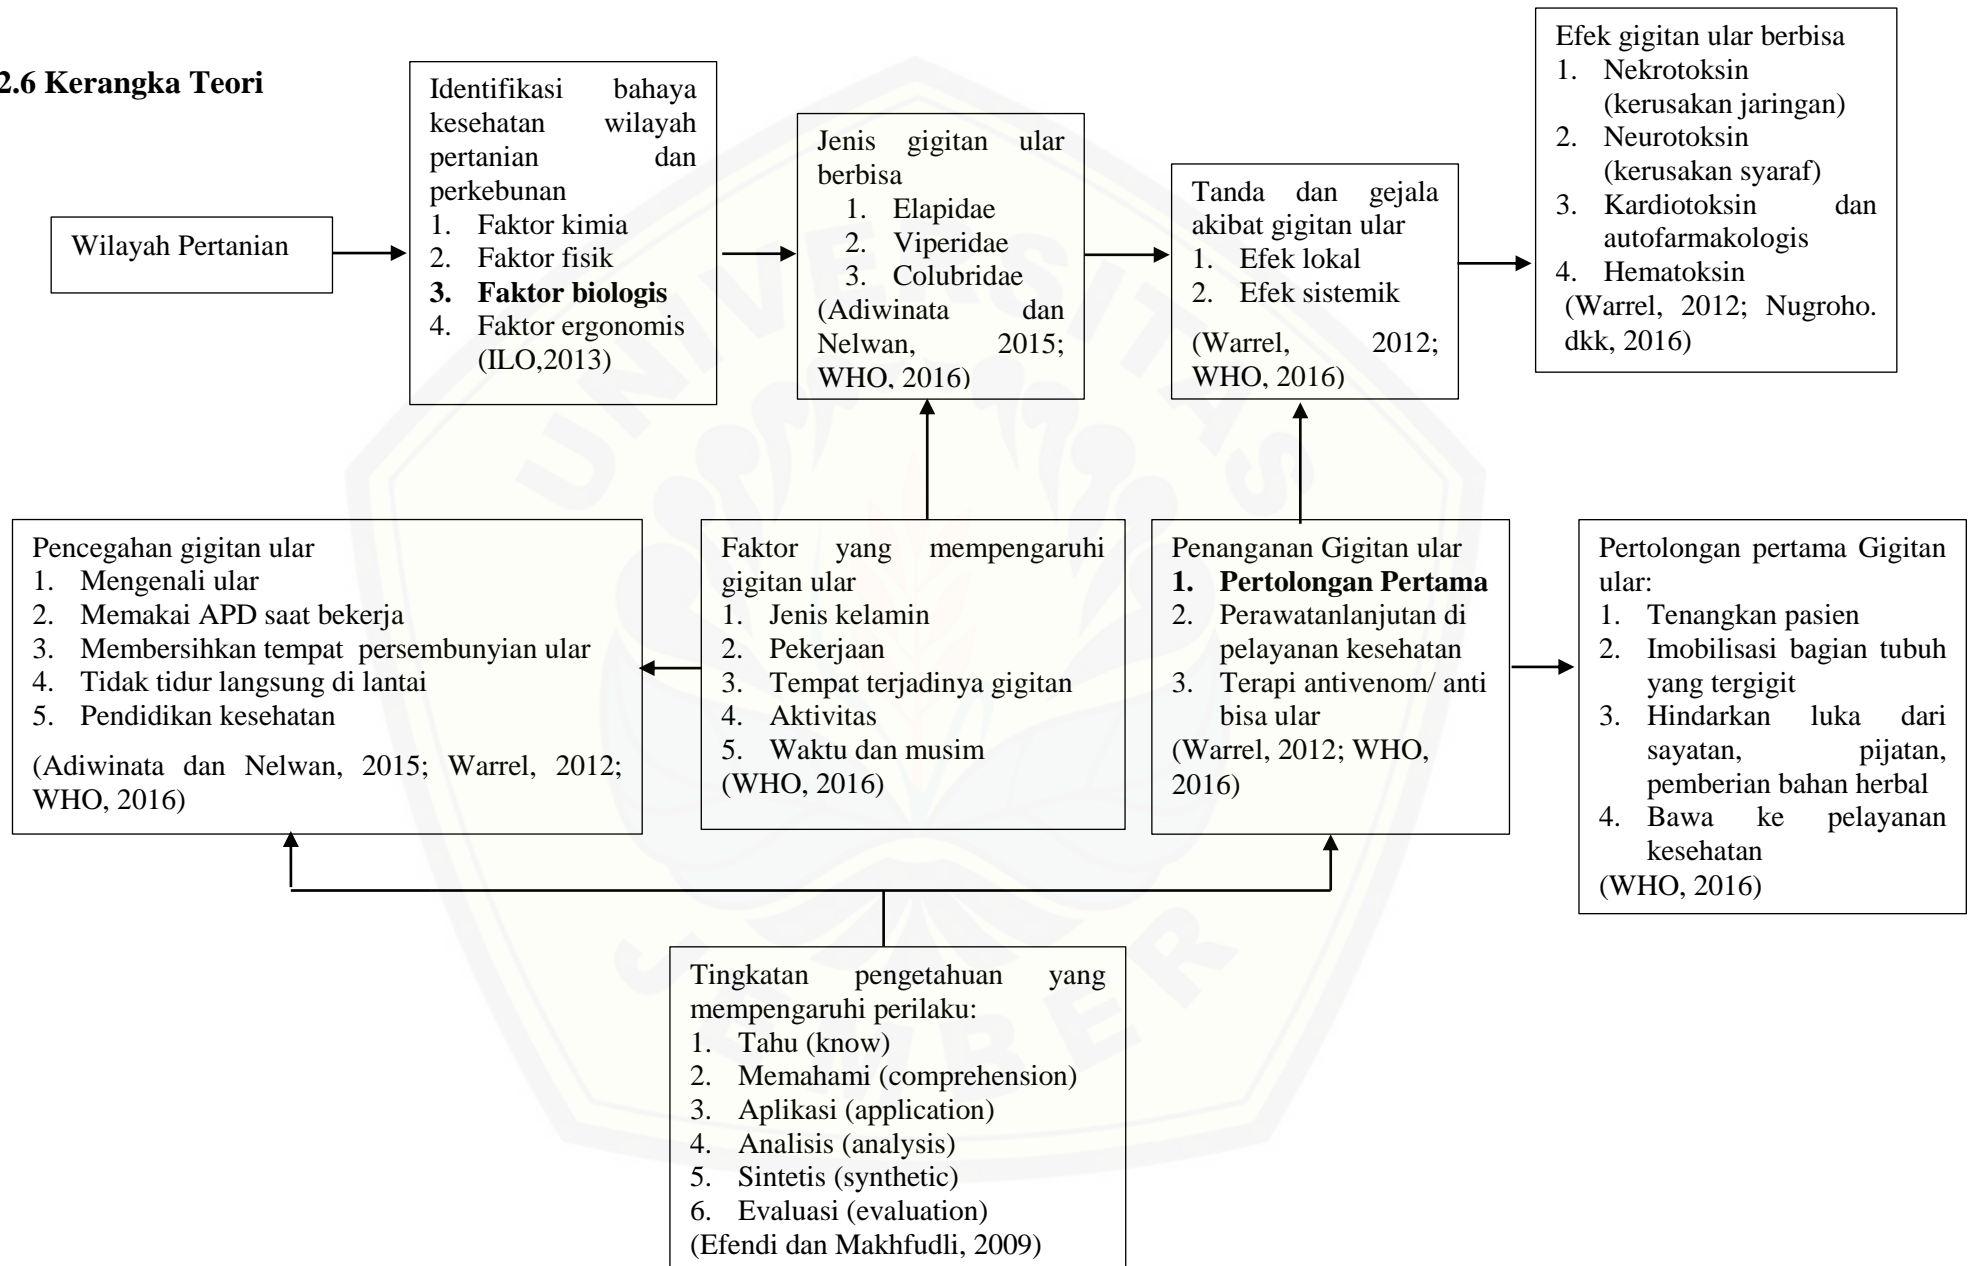 2.6 Kerangka Teori
Wilayah Pertanian
Identifikasi bahaya
kesehatan wilayah
pertanian dan
perkebunan
1. Faktor kimia
2. Faktor fisik
3. Faktor biologis
4. Faktor ergonomis
(ILO,2013)
Jenis gigitan ular
berbisa
1. Elapidae
2. Viperidae
3. Colubridae
(Adiwinata dan
Nelwan, 2015;
WHO, 2016)
Tanda dan gejala
akibat gigitan ular
1. Efek lokal
2. Efek sistemik
(Warrel, 2012;
WHO, 2016)
Efek gigitan ular berbisa
1. Nekrotoksin
(kerusakan jaringan)
2. Neurotoksin
(kerusakan syaraf)
3. Kardiotoksin dan
autofarmakologis
4. Hematoksin
(Warrel, 2012; Nugroho.
dkk, 2016)
Pencegahan gigitan ular
1. Mengenali ular
2. Memakai APD saat bekerja
3. Membersihkan tempat persembunyian ular
4. Tidak tidur langsung di lantai
5. Pendidikan kesehatan
(Adiwinata dan Nelwan, 2015; Warrel, 2012;
WHO, 2016)
Faktor yang mempengaruhi
gigitan ular
1. Jenis kelamin
2. Pekerjaan
3. Tempat terjadinya gigitan
4. Aktivitas
5. Waktu dan musim
(WHO, 2016)
Penanganan Gigitan ular
1. Pertolongan Pertama
2. Perawatanlanjutan di
pelayanan kesehatan
3. Terapi antivenom/ anti
bisa ular
(Warrel, 2012; WHO,
2016)
Pertolongan pertama Gigitan
ular:
1. Tenangkan pasien
2. Imobilisasi bagian tubuh
yang tergigit
3. Hindarkan luka dari
sayatan, pijatan,
pemberian bahan herbal
4. Bawa ke pelayanan
kesehatan
(WHO, 2016)
Tingkatan pengetahuan yang
mempengaruhi perilaku:
1. Tahu (know)
2. Memahami (comprehension)
3. Aplikasi (application)
4. Analisis (analysis)
5. Sintetis (synthetic)
6. Evaluasi (evaluation)
(Efendi dan Makhfudli, 2009)
UNIVERSITAS
JEMBER